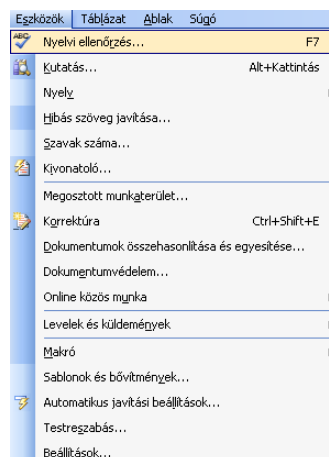 Eszközök Táblázat Ablak Súgó
Nyelvi ellenőrzés... F7
Kutatás... Alt+Kattintás
Nyelv
Hibás szöveg javítása...
Szavak száma...
Kivonatoló...
Megosztott munkaterület...
Korrektúra Ctrl+Shift+E
Dokumentumok összehasonlítása és egyesítése...
Dokumentumvédelem...
Online közös munka
Levelek és küldemények
Makró
Sablonok és bővítmények...
Automatikus javítási beállítások...
Testreszabás...
Beállítások...